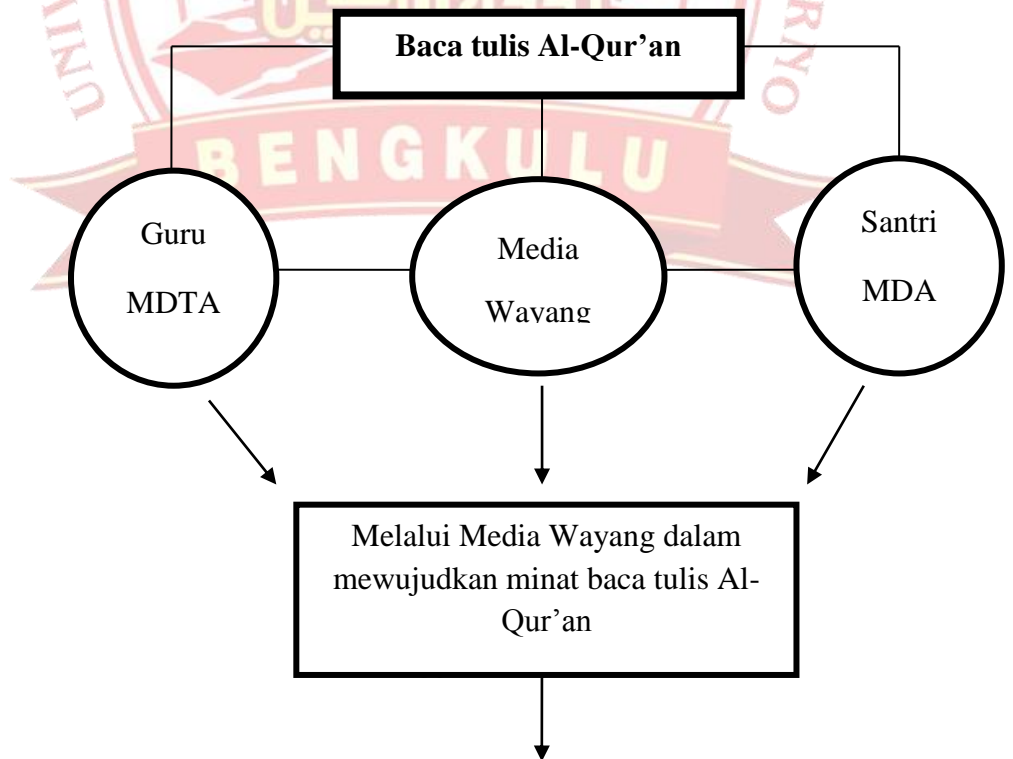 Baca tulis Al-Qur’an
BENGKULU
Guru
MDTA
Media
Wayang
Santri
MDA
Melalui Media Wayang dalam
mewujudkan minat baca tulis Al-
Qur’an